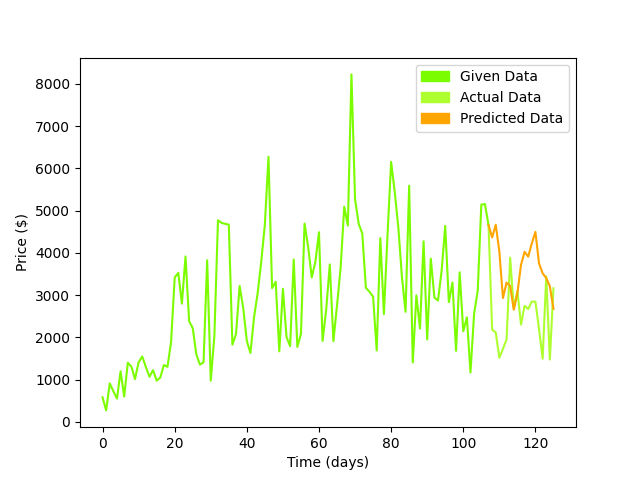 Given Data
Actual Data
Predicted Data
8000
7000
6000
5000
4000
3000
2000
1000
0
Price ($)
0 20 40 60 80 100 120
Time (days)